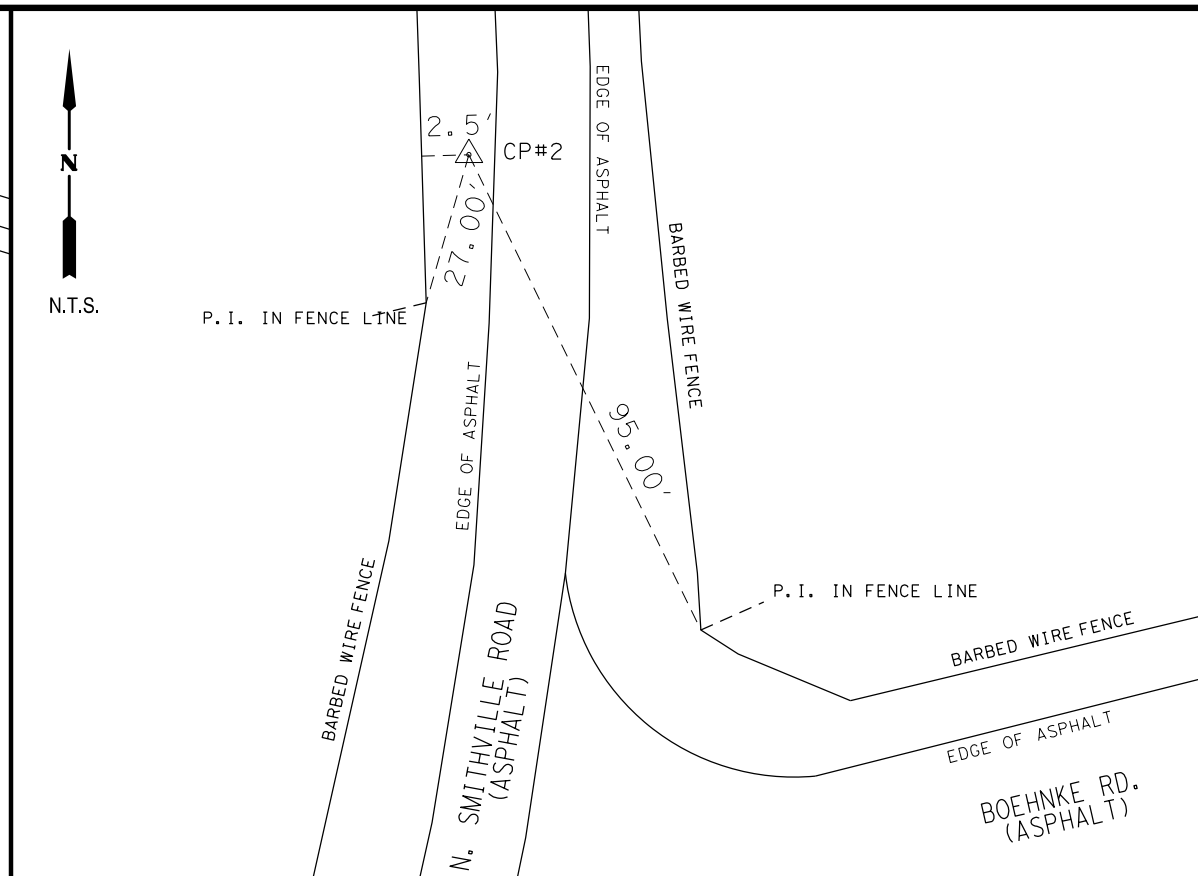 EDGE OF ASPHALT
2.5'
CP#2
N
27.00'
BARBED WIRE FENCE
N.T.S.
P.I. IN FENCE LINE
EDGE OF ASPHALT
95.00'
BARBED WIRE FENCE
P.I. IN FENCE LINE
N. SMITHVILLE ROAD
(ASPHALT)
BARBED WIRE FENCE
EDGE OF ASPHALT
BOEHNKE RD.
(ASPHALT)